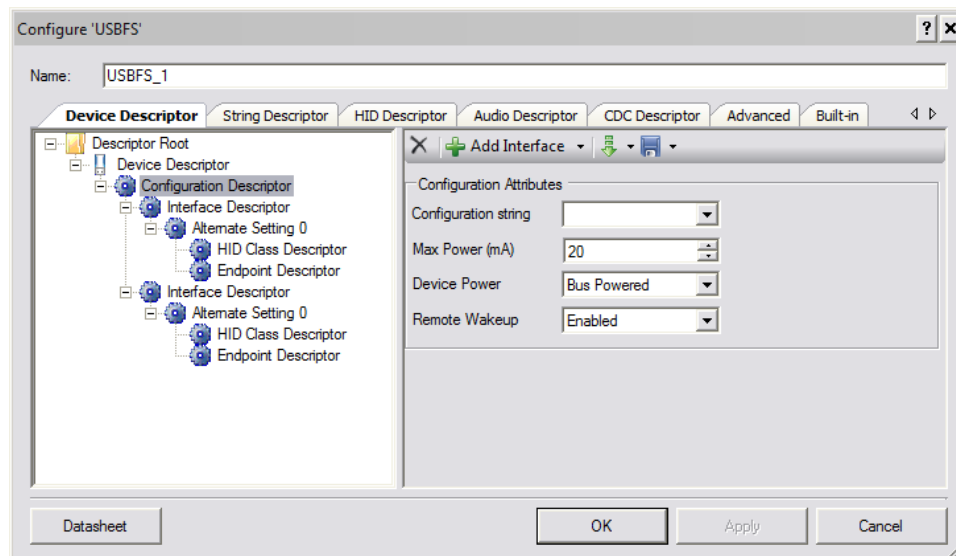 Configure 'USBFS'
Name: USBFS_1
Device Descriptor String Descriptor HID Descriptor Audio Descriptor CDC Descriptor Advanced Built-in
Descriptor Root
Device Descriptor
Configuration Descriptor
Interface Descriptor
Alternate Setting 0
HID Class Descriptor
Endpoint Descriptor
Interface Descriptor
Alternate Setting 0
HID Class Descriptor
Endpoint Descriptor
Add Interface
Configuration Attributes
Configuration string
Max Power (mA) 20
Device Power Bus Powered
Remote Wakeup Enabled
Datasheet OK Apply Cancel